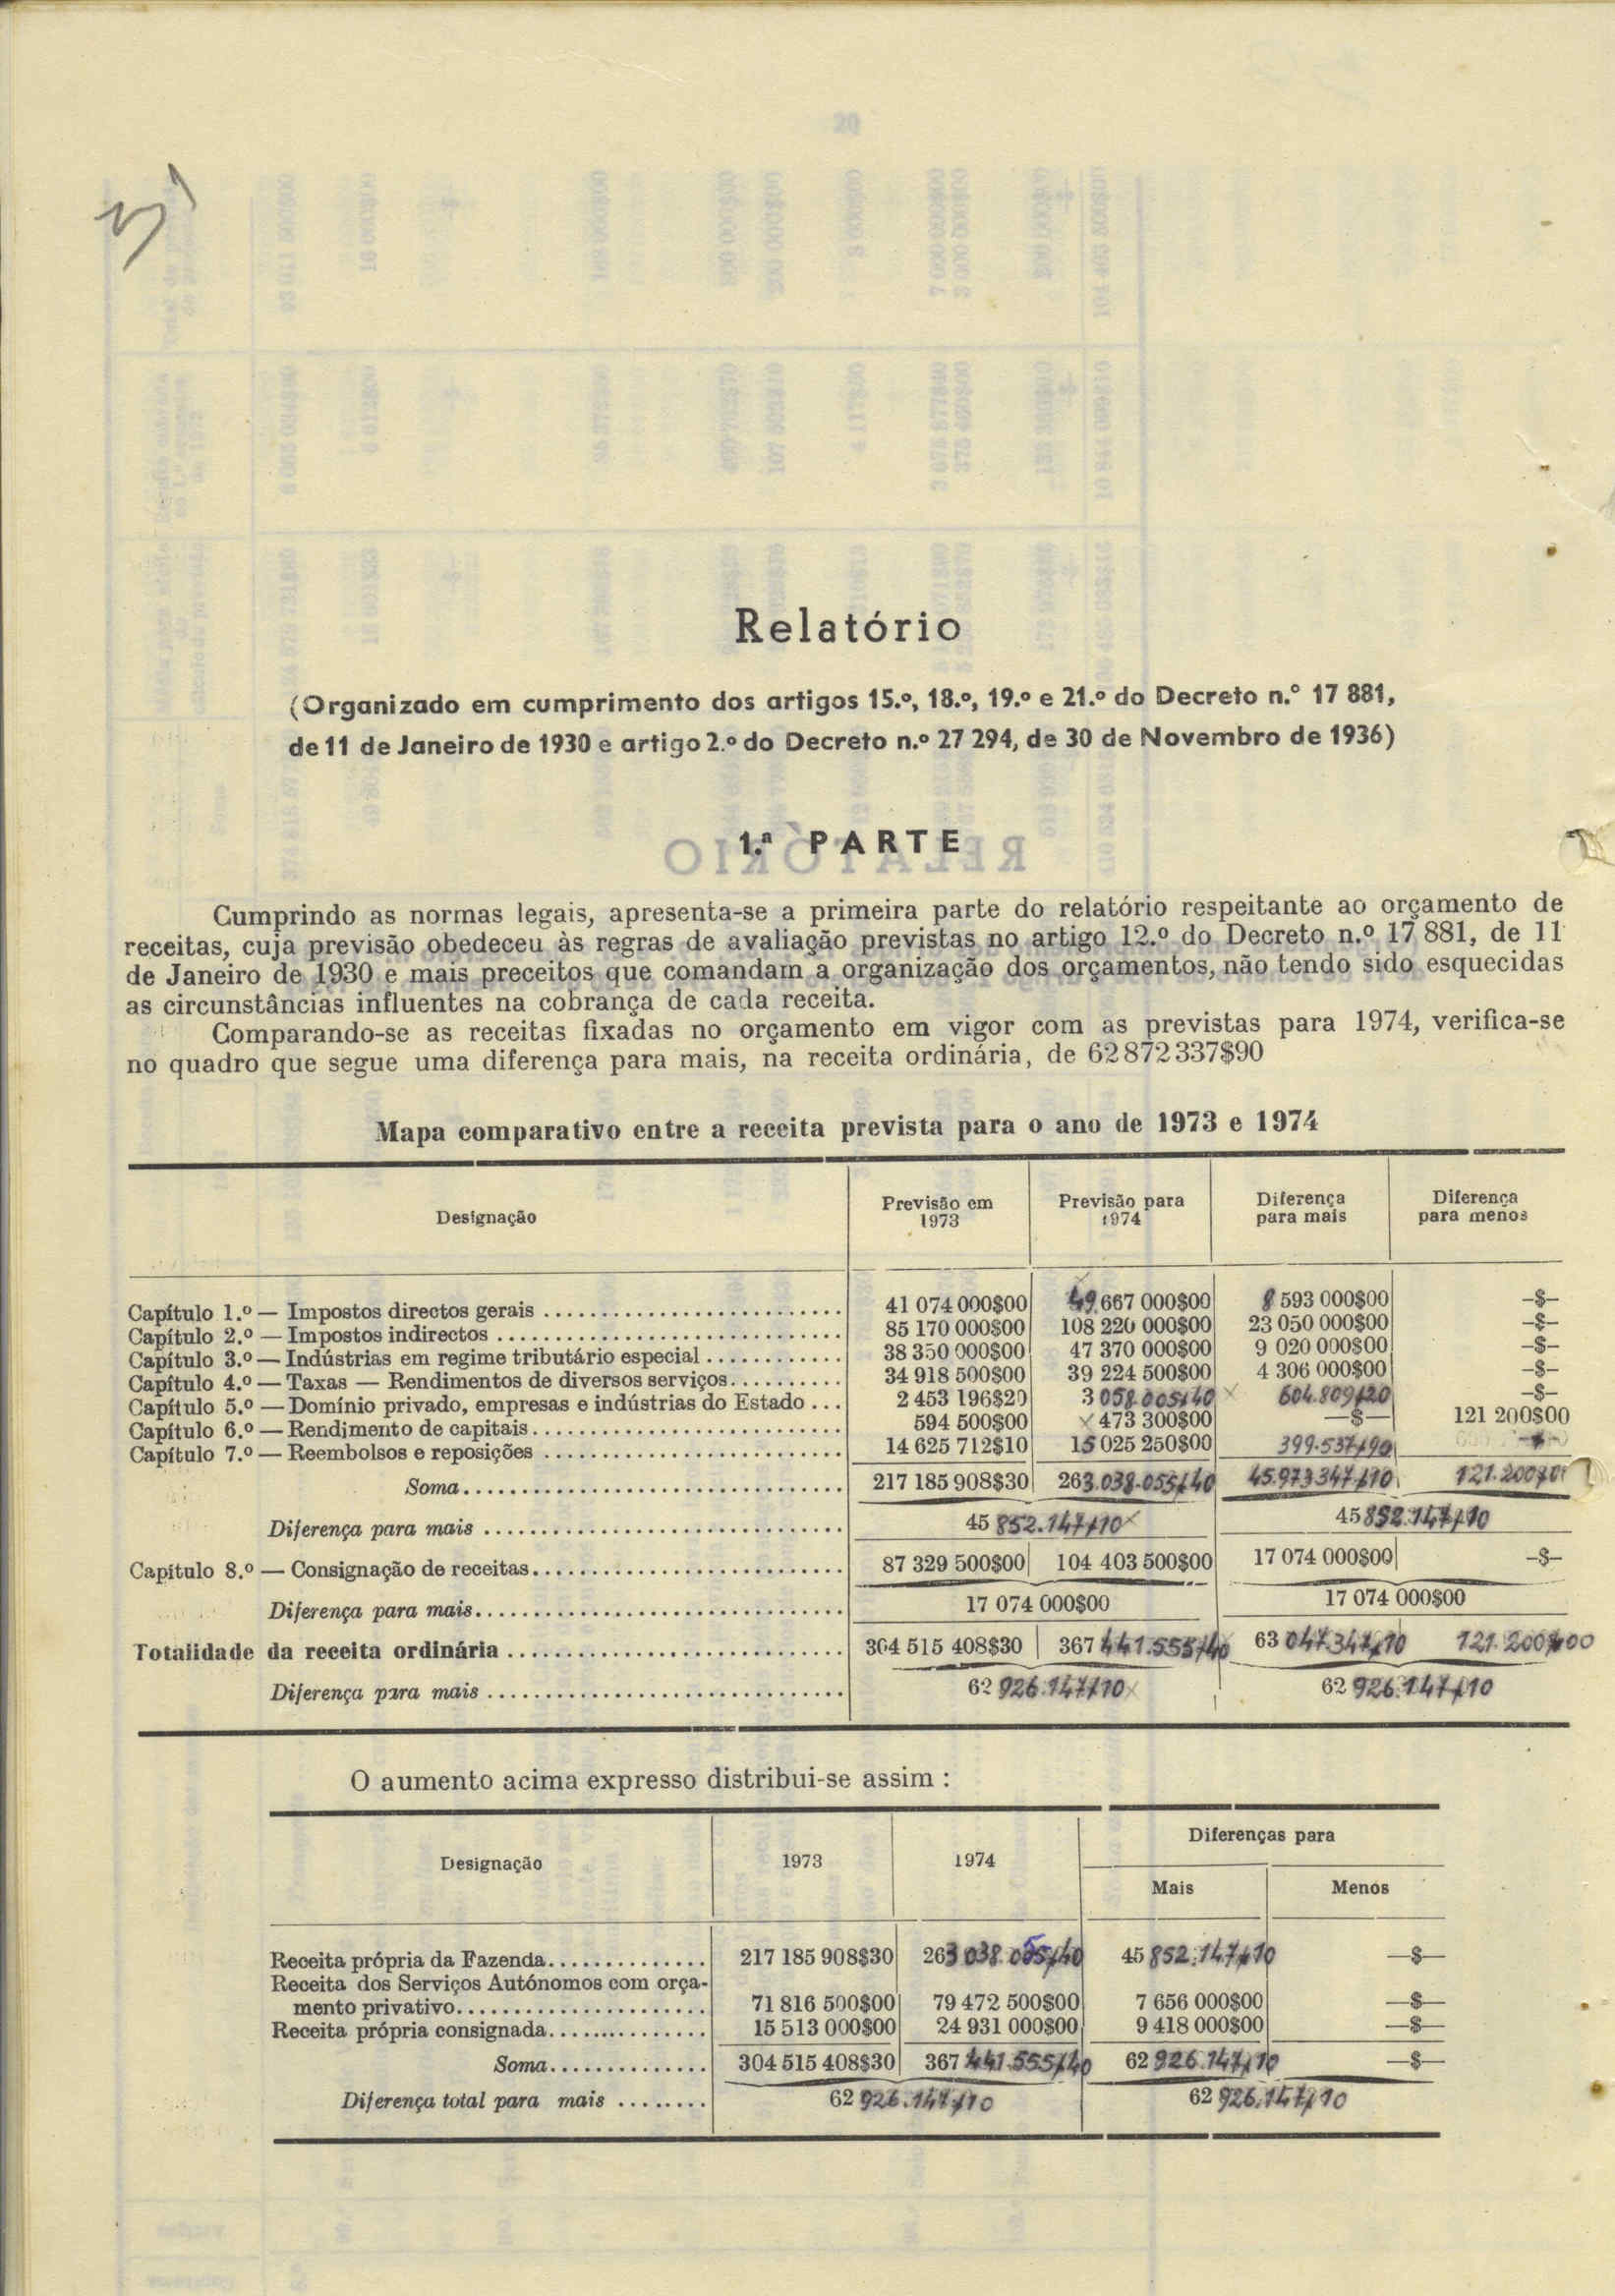 Relatório
(Organizado em cumprimento dos artigos 15.º, 18.º, 19.º e 21.º do Decreto n.º 17 881,
de 11 de Janeiro de 1930 e artigo 2.º do Decreto n.º 27 294, de 30 de Novembro de 1936)
1.ª PARTE
Cumprindo as normas legais, apresenta-se a primeira parte do relatório respeitante ao orçamento de
receitas, cuja previsão obedeceu às regras de avaliação previstas no artigo 12.º do Decreto n.º 17 881, de 11
de Janeiro de 1930 e mais preceitos que comandam a organização dos orçamentos, não tendo sido esquecidas
as circunstâncias influentes na cobrança de cada receita.
Comparando-se as receitas fixadas no orçamento em vigor com as previstas para 1974, verifica-se
no quadro que segue uma diferença para mais, na receita ordinária, de 62 872 337$90
Mapa comparativo entre a receita prevista para o ano de 1973 e 1974
Designação Previsão em 1973 Previsão para 1974 Diferença para mais Diferença para menos
Capítulo 1.º — Impostos directos gerais 41 074 000$00 49.667 000$00 8 593 000$00 –$–
Capítulo 2.º — Impostos indirectos 85 170 000$00 108 220 000$00 23 050 000$00 –$–
Capítulo 3.º — Indústrias em regime tributário especial 38 350 000$00 47 370 000$00 9 020 000$00 –$–
Capítulo 4.º — Taxas — Rendimentos de diversos serviços 34 918 500$00 39 224 500$00 4 306 000$00 –$–
Capítulo 5.º — Domínio privado, empresas e indústrias do Estado 2 453 196$20 3 058.005$40 604.809$20 –$–
Capítulo 6.º — Rendimento de capitais 594 500$00 473 300$00 —$— 121 200$00
Capítulo 7.º — Reembolsos e reposições 14 625 712$10 15 025 250$00 399.537$90 –$–
Soma 217 185 908$30 263.038.055$40 45.973.347$10 121.200$0
Diferença para mais 45 852.147$10 45 852.147$10
Capítulo 8.º — Consignação de receitas 87 329 500$00 104 403 500$00 17 074 000$00 –$–
Diferença para mais 17 074 000$00 17 074 000$00
Totalidade da receita ordinária 304 515 408$30 367 441.555$40 63 047.347$10 121.200$00
Diferença para mais 62 926.147$10 62 926.147$10
O aumento acima expresso distribui-se assim :
Designação 1973 1974 Diferenças para
Mais Menos
Receita própria da Fazenda 217 185 908$30 263 038.055$40 45 852.147$10 —$—
Receita dos Serviços Autónomos com orça-
mento privativo 71 816 500$00 79 472 500$00 7 656 000$00 —$—
Receita própria consignada 15 513 000$00 24 931 000$00 9 418 000$00 —$—
Soma 304 515 408$30 367 441.555$40 62 926.147$10 —$—
Diferença total para mais 62 926.147$10 62 926.147$10